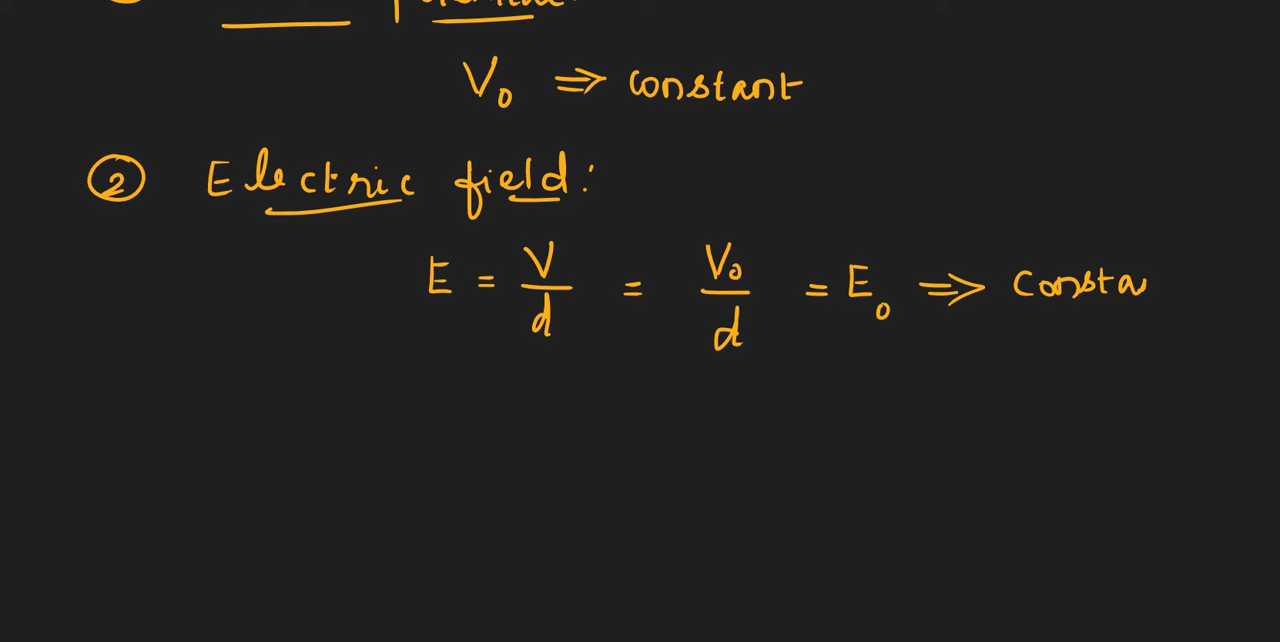 V₀ ⇒ constant
② Electric field:
E = V/d = V₀/d = E₀ ⇒ consta